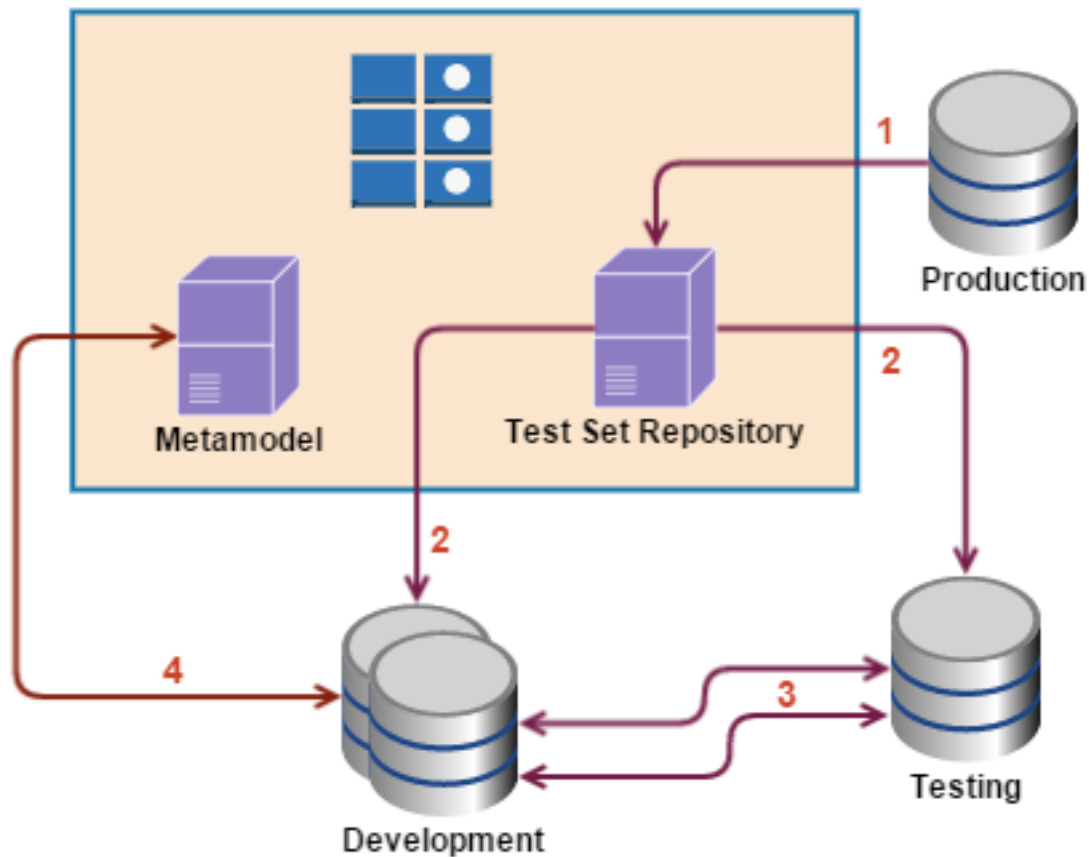 1
Production
2
Metamodel
Test Set Repository
2
4
3
Testing
Development